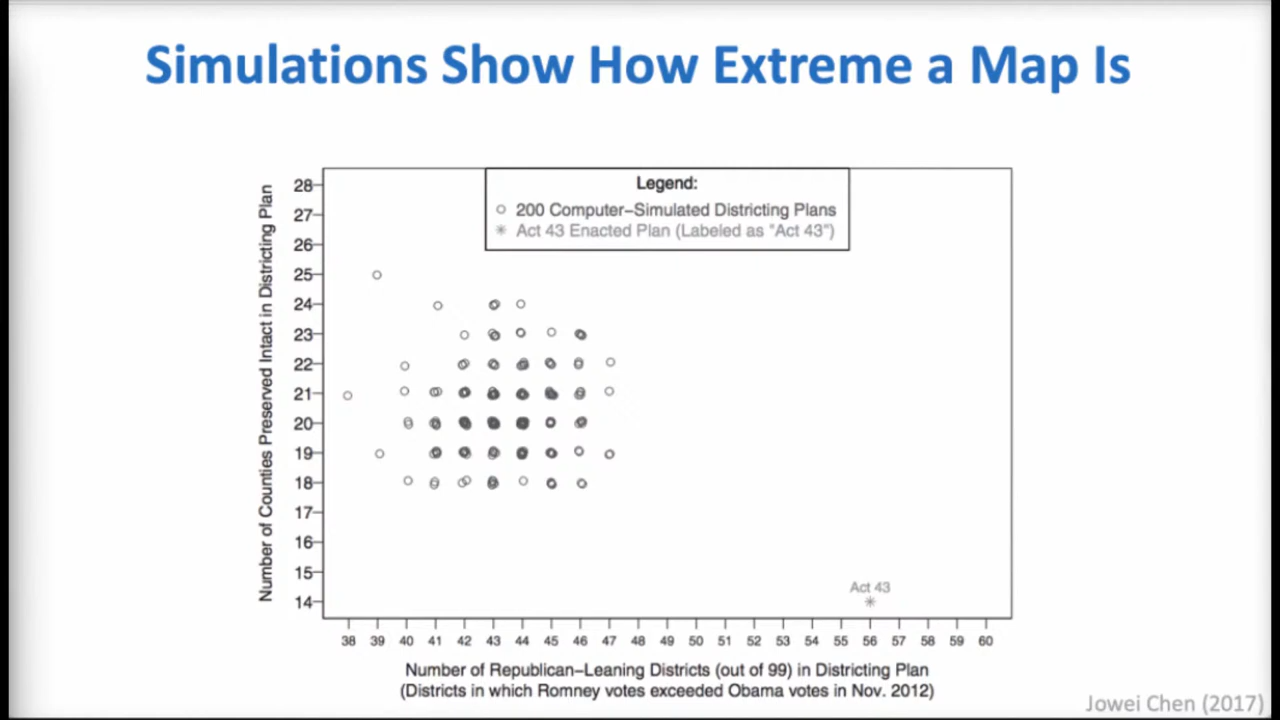 Simulations Show How Extreme a Map Is
Legend:
200 Computer−Simulated Districting Plans
Act 43 Enacted Plan (Labeled as "Act 43")
Number of Counties Preserved Intact in Districting Plan
28
27
26
25
24
23
22
21
20
19
18
17
16
15
14
Act 43
38 39 40 41 42 43 44 45 46 47 48 49 50 51 52 53 54 55 56 57 58 59 60
Number of Republican−Leaning Districts (out of 99) in Districting Plan
(Districts in which Romney votes exceeded Obama votes in Nov. 2012)
Jowei Chen (2017)